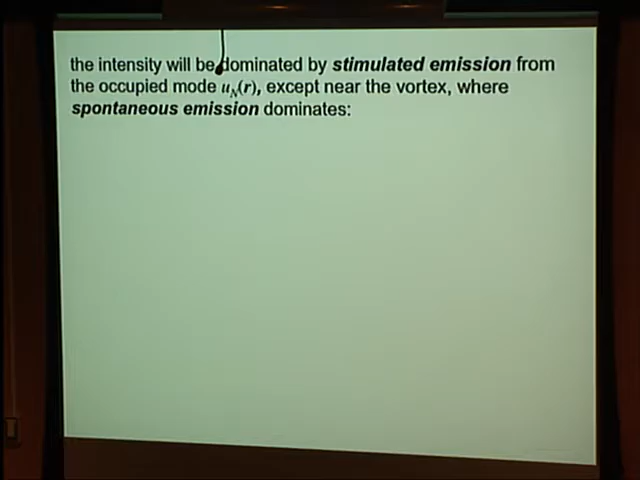 the intensity will be dominated by stimulated emission from
the occupied mode u_N(r), except near the vortex, where
spontaneous emission dominates: